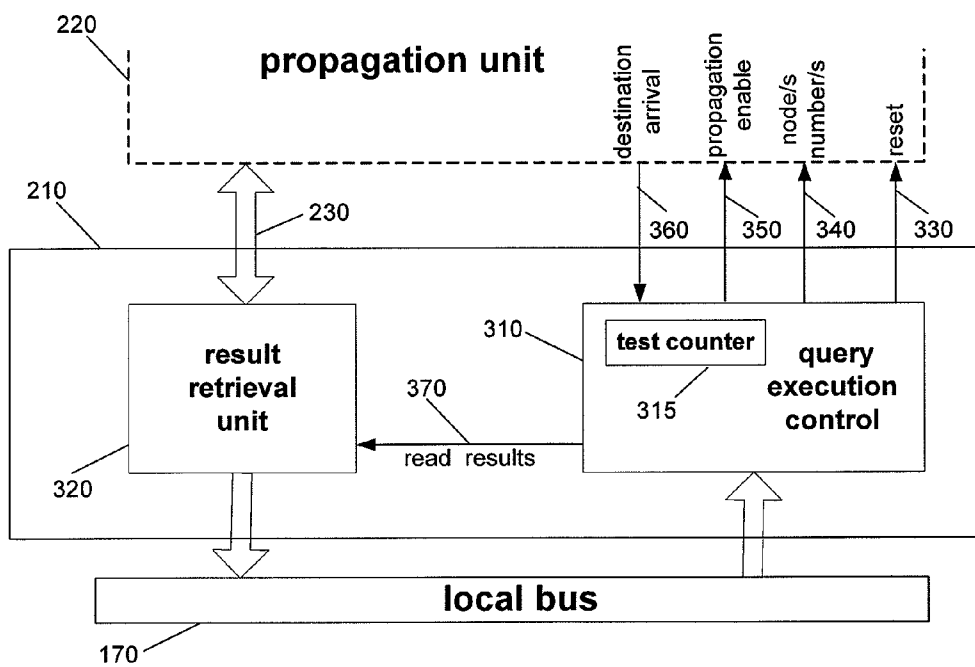 220
propagation unit
destination
arrival
propagation
enable
node/s
number/s
reset
210
230
360
350
340
330
result
retrieval
unit
310
test counter
315
query
execution
control
370
read results
320
local bus
170